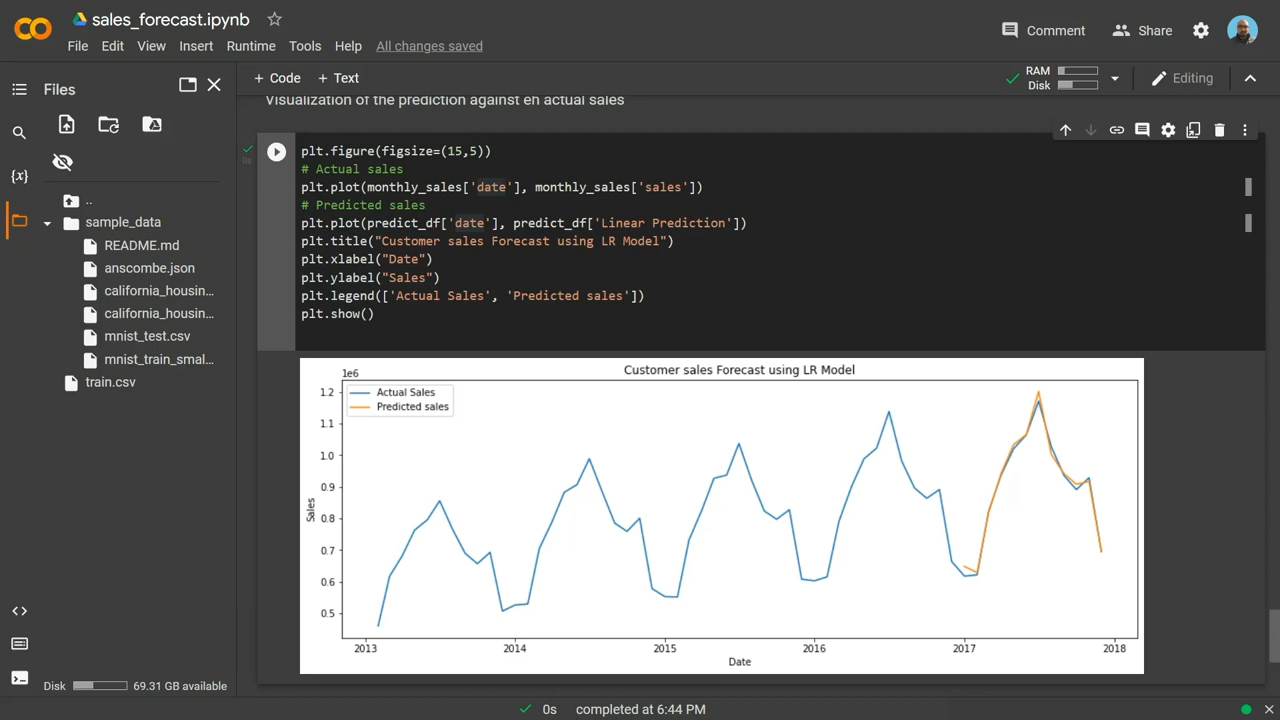 sales_forecast.ipynb
File Edit View Insert Runtime Tools Help All changes saved
Comment Share
Files
+ Code + Text
RAM
Disk
Editing
{x}
..
sample_data
README.md
anscombe.json
california_housin...
california_housin...
mnist_test.csv
mnist_train_smal...
train.csv
Disk 69.31 GB available
Visualization of the prediction against eh actual sales
0s
plt.figure(figsize=(15,5))
# Actual sales
plt.plot(monthly_sales['date'], monthly_sales['sales'])
# Predicted sales
plt.plot(predict_df['date'], predict_df['Linear Prediction'])
plt.title("Customer sales Forecast using LR Model")
plt.xlabel("Date")
plt.ylabel("Sales")
plt.legend(['Actual Sales', 'Predicted sales'])
plt.show()
Customer sales Forecast using LR Model
1e6
Actual Sales
Predicted sales
1.2
1.1
1.0
0.9
0.8
0.7
0.6
0.5
Sales
2013 2014 2015 2016 2017 2018
Date
0s completed at 6:44 PM